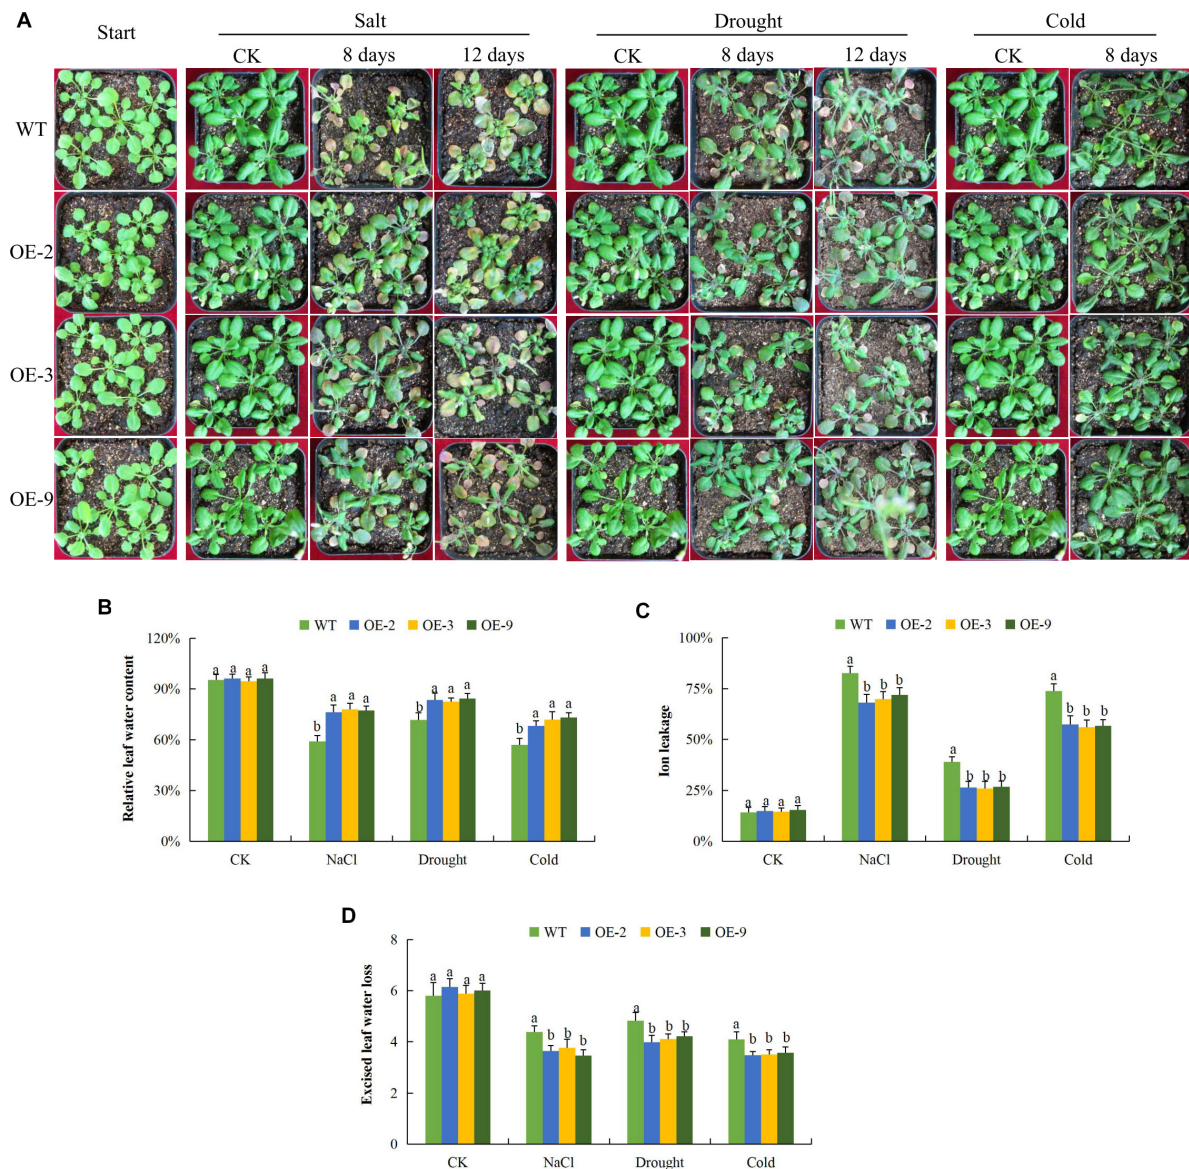 A
Start
Salt
Drought
Cold
CK
8 days
12 days
CK
8 days
12 days
CK
8 days
WT
OE-2
OE-3
OE-9
B
WT OE-2 OE-3 OE-9
Relative leaf water content
120%
90%
60%
30%
0%
a a a a
b a a a
b a a a
b a a a
CK NaCl Drought Cold
C
WT OE-2 OE-3 OE-9
Ion leakage
100%
75%
50%
25%
0%
a a a a
a b b b
a b b b
a b b b
CK NaCl Drought Cold
D
WT OE-2 OE-3 OE-9
Excised leaf water loss
8
6
4
2
0
a a a a
a b b b
a b b b
a b b b
CK NaCl Drought Cold